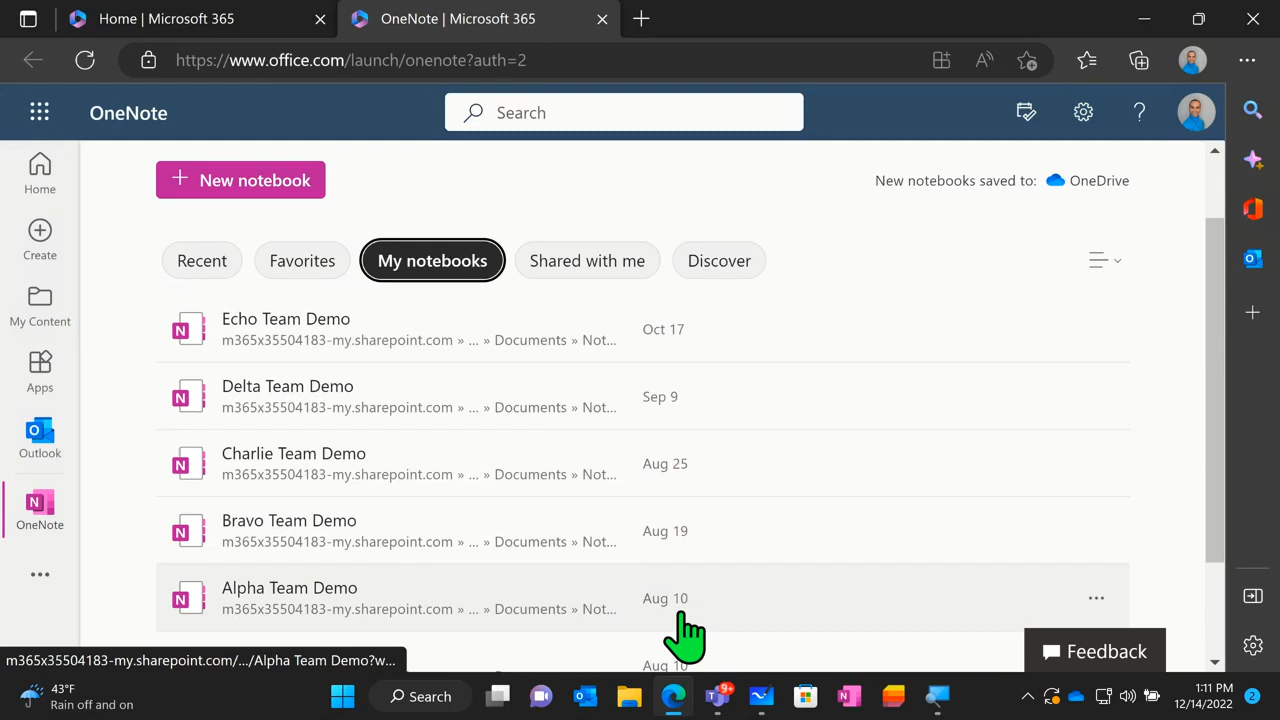 Home | Microsoft 365
OneNote | Microsoft 365
https://www.office.com/launch/onenote?auth=2
OneNote
Search
Home
New notebook
New notebooks saved to: OneDrive
Create
Recent
Favorites
My notebooks
Shared with me
Discover
My Content
Echo Team Demo
m365x35504183-my.sharepoint.com » ... » Documents » Not...
Oct 17
Apps
Delta Team Demo
m365x35504183-my.sharepoint.com » ... » Documents » Not...
Sep 9
Outlook
Charlie Team Demo
m365x35504183-my.sharepoint.com » ... » Documents » Not...
Aug 25
OneNote
Bravo Team Demo
m365x35504183-my.sharepoint.com » ... » Documents » Not...
Aug 19
Alpha Team Demo
m365x35504183-my.sharepoint.com » ... » Documents » Not...
Aug 10
Aug 10
Feedback
m365x35504183-my.sharepoint.com/.../Alpha Team Demo?w...
43°F
Rain off and on
Search
9+
1:11 PM
12/14/2022
2